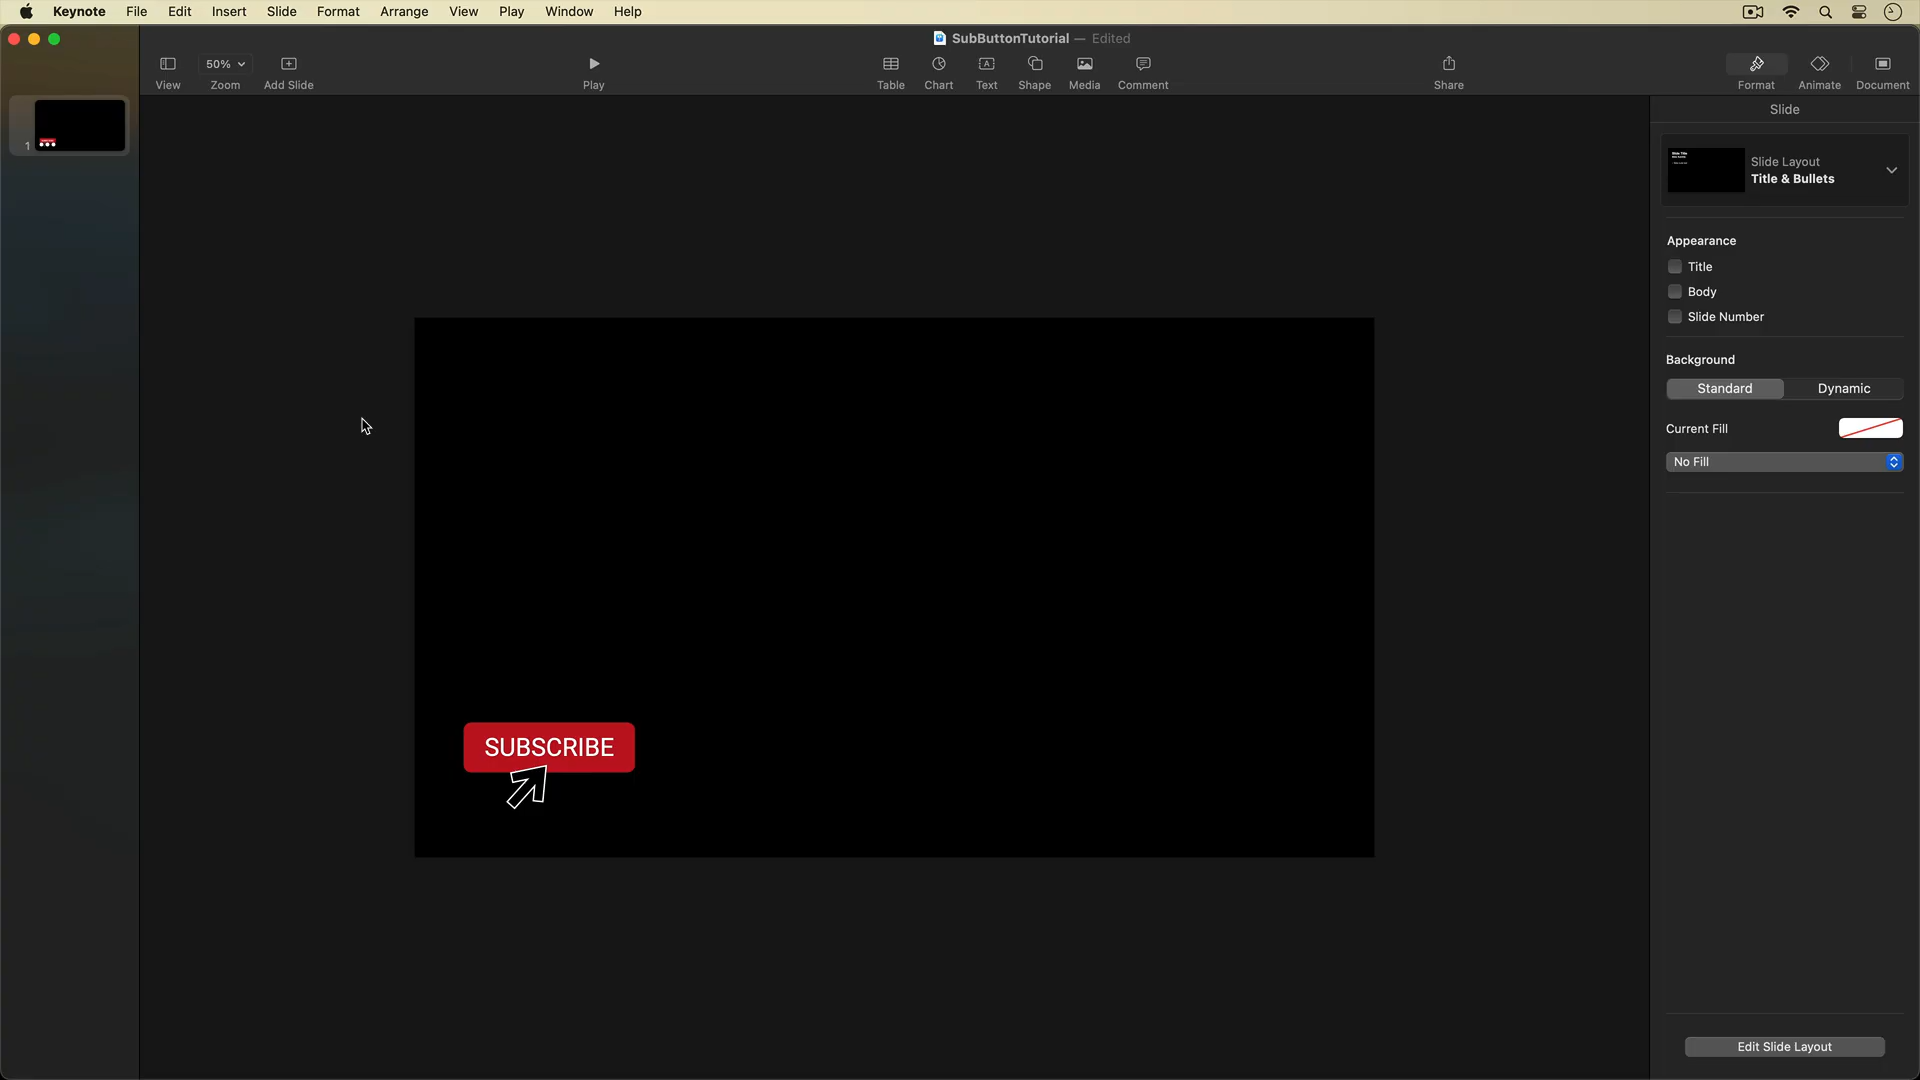 Keynote File Edit Insert Slide Format Arrange View Play Window Help
SubButtonTutorial — Edited
50%
View Zoom Add Slide Play Table Chart Text Shape Media Comment Share Format Animate Document
Slide
Slide Layout
Title & Bullets
Appearance
Title
Body
Slide Number
Background
Standard Dynamic
Current Fill
No Fill
1
SUBSCRIBE
Edit Slide Layout